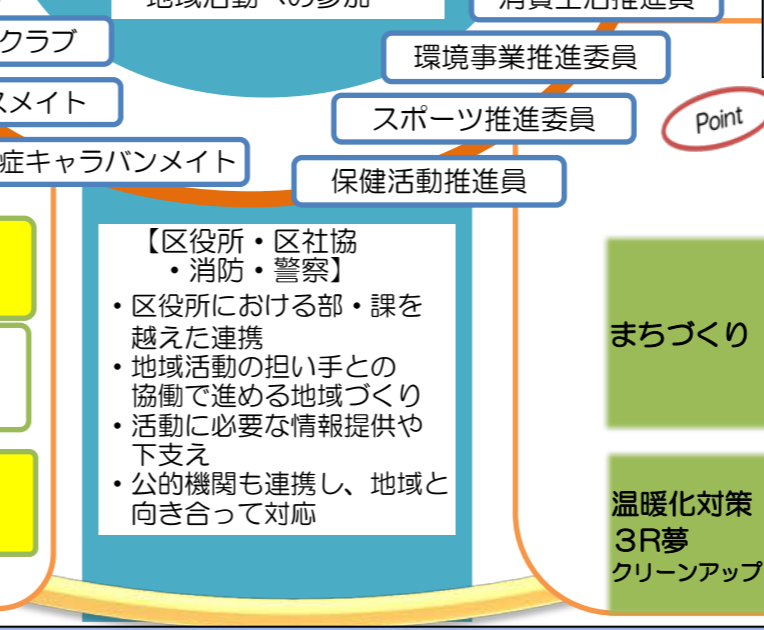 地域活動への参加
消費生活推進員
クラブ
環境事業推進委員
スメイト
スポーツ推進委員
Point
症キャラバンメイト
保健活動推進員
【区役所・区社協
・消防・警察】
・区役所における部・課を
越えた連携
・地域活動の担い手との
協働で進める地域づくり
・活動に必要な情報提供や
下支え
・公的機関も連携し、地域と
向き合って対応
まちづくり
温暖化対策
３R夢
クリーンアップ